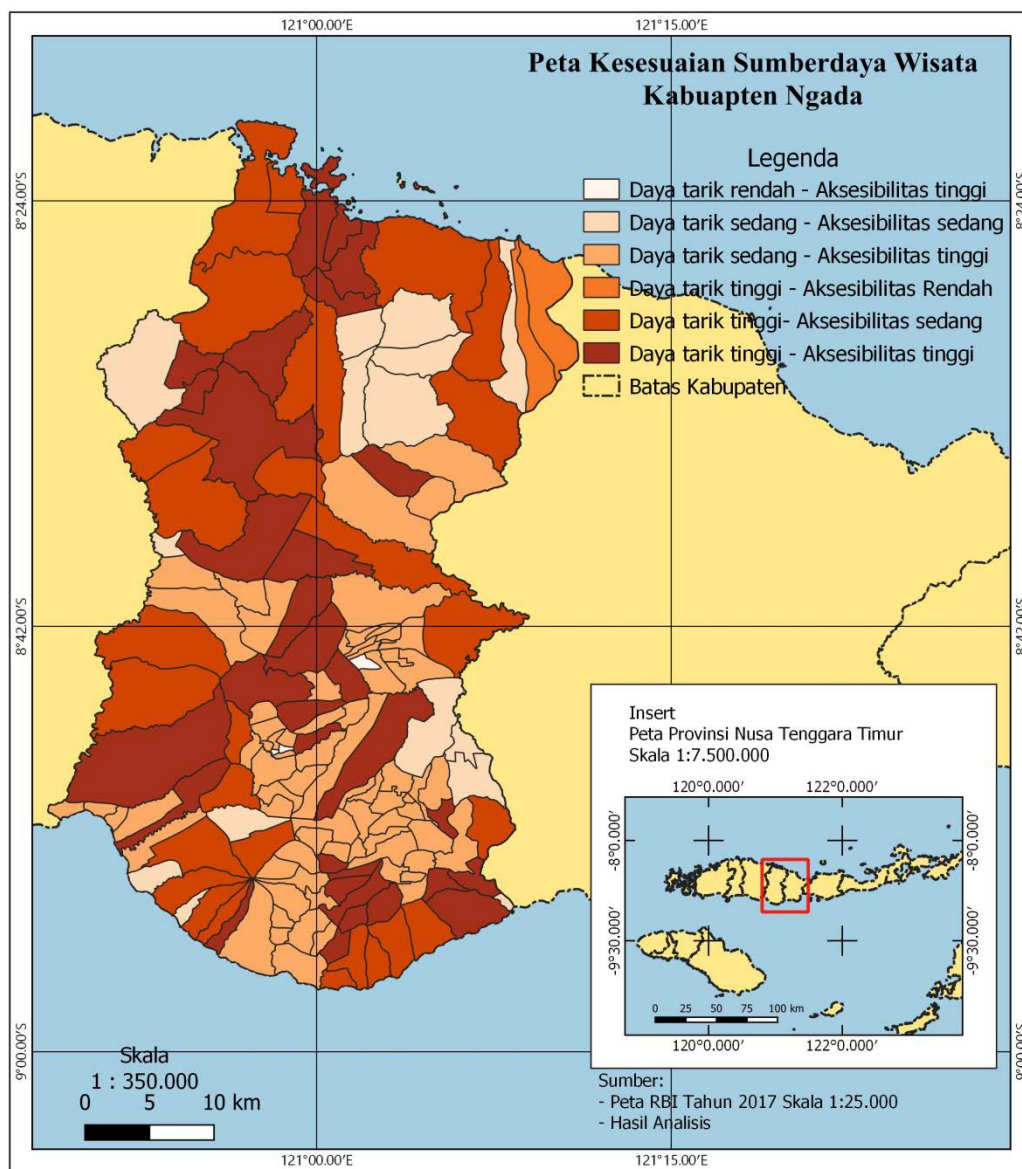 121°00.00'E
121°15.00'E
Peta Kesesuaian Sumberdaya Wisata
Kabuapten Ngada
Legenda
Daya tarik rendah - Aksesibilitas tinggi
Daya tarik sedang - Aksesibilitas sedang
Daya tarik sedang - Aksesibilitas tinggi
Daya tarik tinggi - Aksesibilitas Rendah
Daya tarik tinggi- Aksesibilitas sedang
Daya tarik tinggi - Aksesibilitas tinggi
Batas Kabupaten
8°24.00'S
8°24.00'S
8°42.00'S
8°42.00'S
9°00.00'S
Insert
Peta Provinsi Nusa Tenggara Timur
Skala 1:7.500.000
120°0.000'
122°0.000'
-8°0.000'
-8°0.000'
-9°30.000'
-9°30.000'
0 25 50 75 100 km
120°0.000'
122°0.000'
Skala
1 : 350.000
0 5 10 km
Sumber:
- Peta RBI Tahun 2017 Skala 1:25.000
- Hasil Analisis
121°00.00'E
121°15.00'E